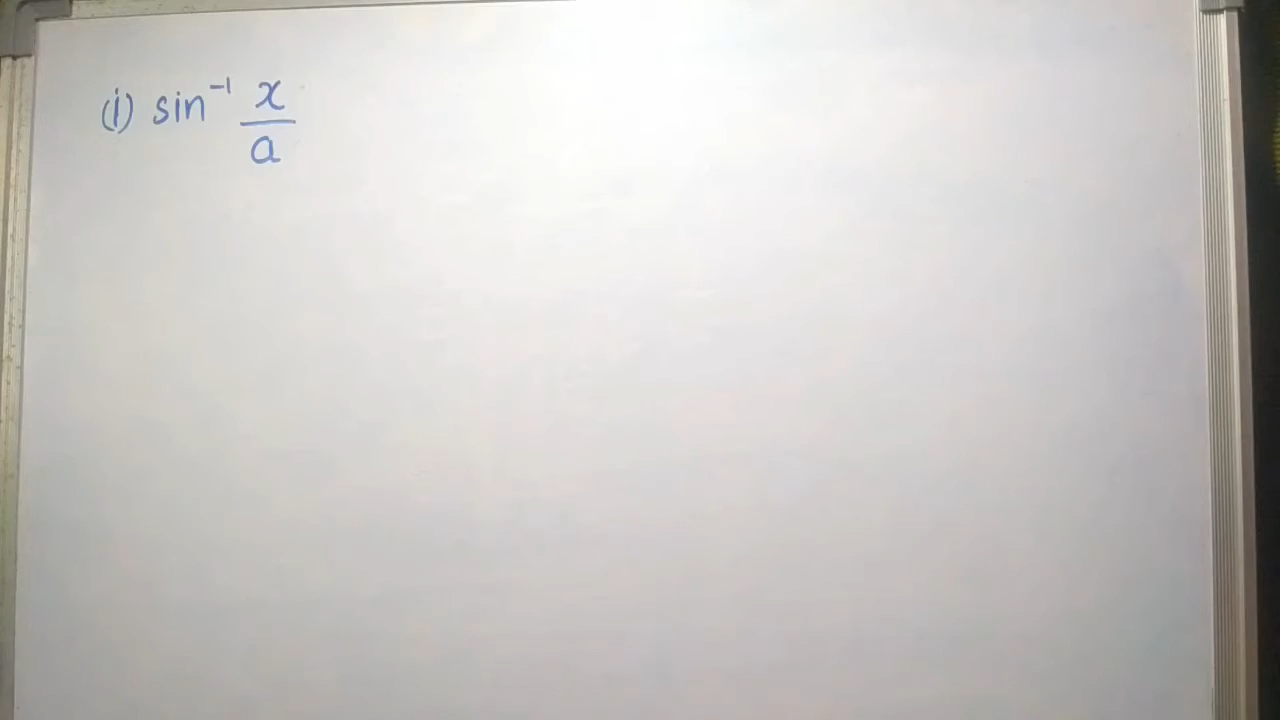 (i) sin⁻¹ x/a